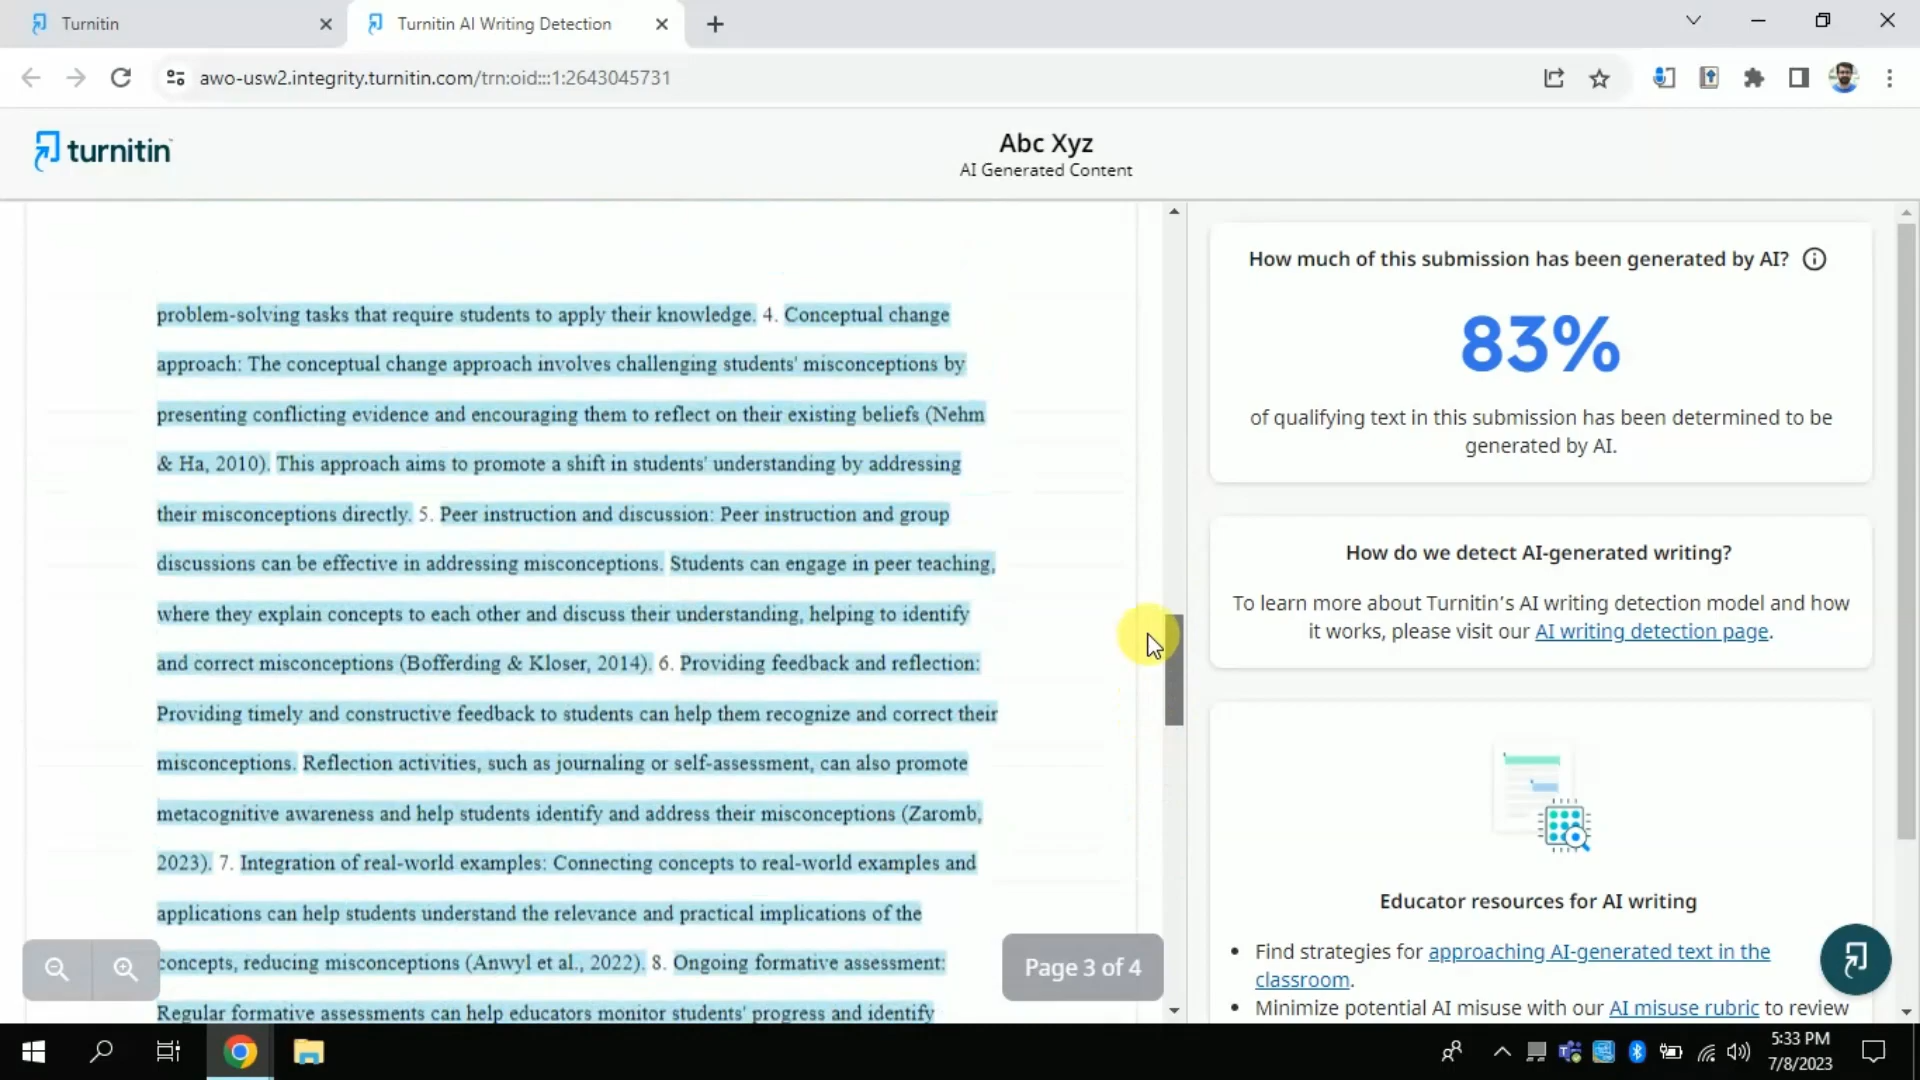 Turnitin
Turnitin AI Writing Detection
awo-usw2.integrity.turnitin.com/trn:oid:::1:2643045731
turnitin
Abc Xyz
AI Generated Content
problem-solving tasks that require students to apply their knowledge. 4. Conceptual change
approach: The conceptual change approach involves challenging students' misconceptions by
presenting conflicting evidence and encouraging them to reflect on their existing beliefs (Nehm
& Ha, 2010). This approach aims to promote a shift in students' understanding by addressing
their misconceptions directly. 5. Peer instruction and discussion: Peer instruction and group
discussions can be effective in addressing misconceptions. Students can engage in peer teaching,
where they explain concepts to each other and discuss their understanding, helping to identify
and correct misconceptions (Bofferding & Kloser, 2014). 6. Providing feedback and reflection:
Providing timely and constructive feedback to students can help them recognize and correct their
misconceptions. Reflection activities, such as journaling or self-assessment, can also promote
metacognitive awareness and help students identify and address their misconceptions (Zaromb,
2023). 7. Integration of real-world examples: Connecting concepts to real-world examples and
applications can help students understand the relevance and practical implications of the
concepts, reducing misconceptions (Anwyl et al., 2022). 8. Ongoing formative assessment:
Regular formative assessments can help educators monitor students' progress and identify
Page 3 of 4
How much of this submission has been generated by AI?
83%
of qualifying text in this submission has been determined to be
generated by AI.
How do we detect AI-generated writing?
To learn more about Turnitin's AI writing detection model and how
it works, please visit our AI writing detection page.
Educator resources for AI writing
• Find strategies for approaching AI-generated text in the
classroom.
• Minimize potential AI misuse with our AI misuse rubric to review
5:33 PM
7/8/2023